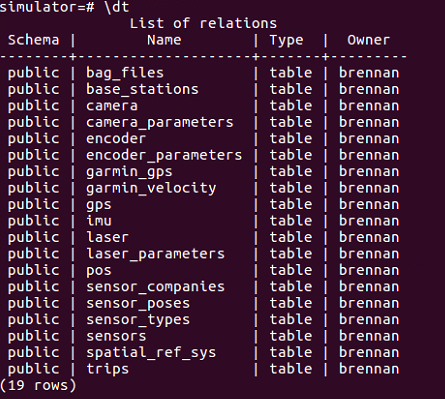 simulator=# \dt
List of relations
Schema | Name | Type | Owner
--------+--------------------+-------+---------
public | bag_files | table | brennan
public | base_stations | table | brennan
public | camera | table | brennan
public | camera_parameters | table | brennan
public | encoder | table | brennan
public | encoder_parameters | table | brennan
public | garmin_gps | table | brennan
public | garmin_velocity | table | brennan
public | gps | table | brennan
public | imu | table | brennan
public | laser | table | brennan
public | laser_parameters | table | brennan
public | pos | table | brennan
public | sensor_companies | table | brennan
public | sensor_poses | table | brennan
public | sensor_types | table | brennan
public | sensors | table | brennan
public | spatial_ref_sys | table | brennan
public | trips | table | brennan
(19 rows)